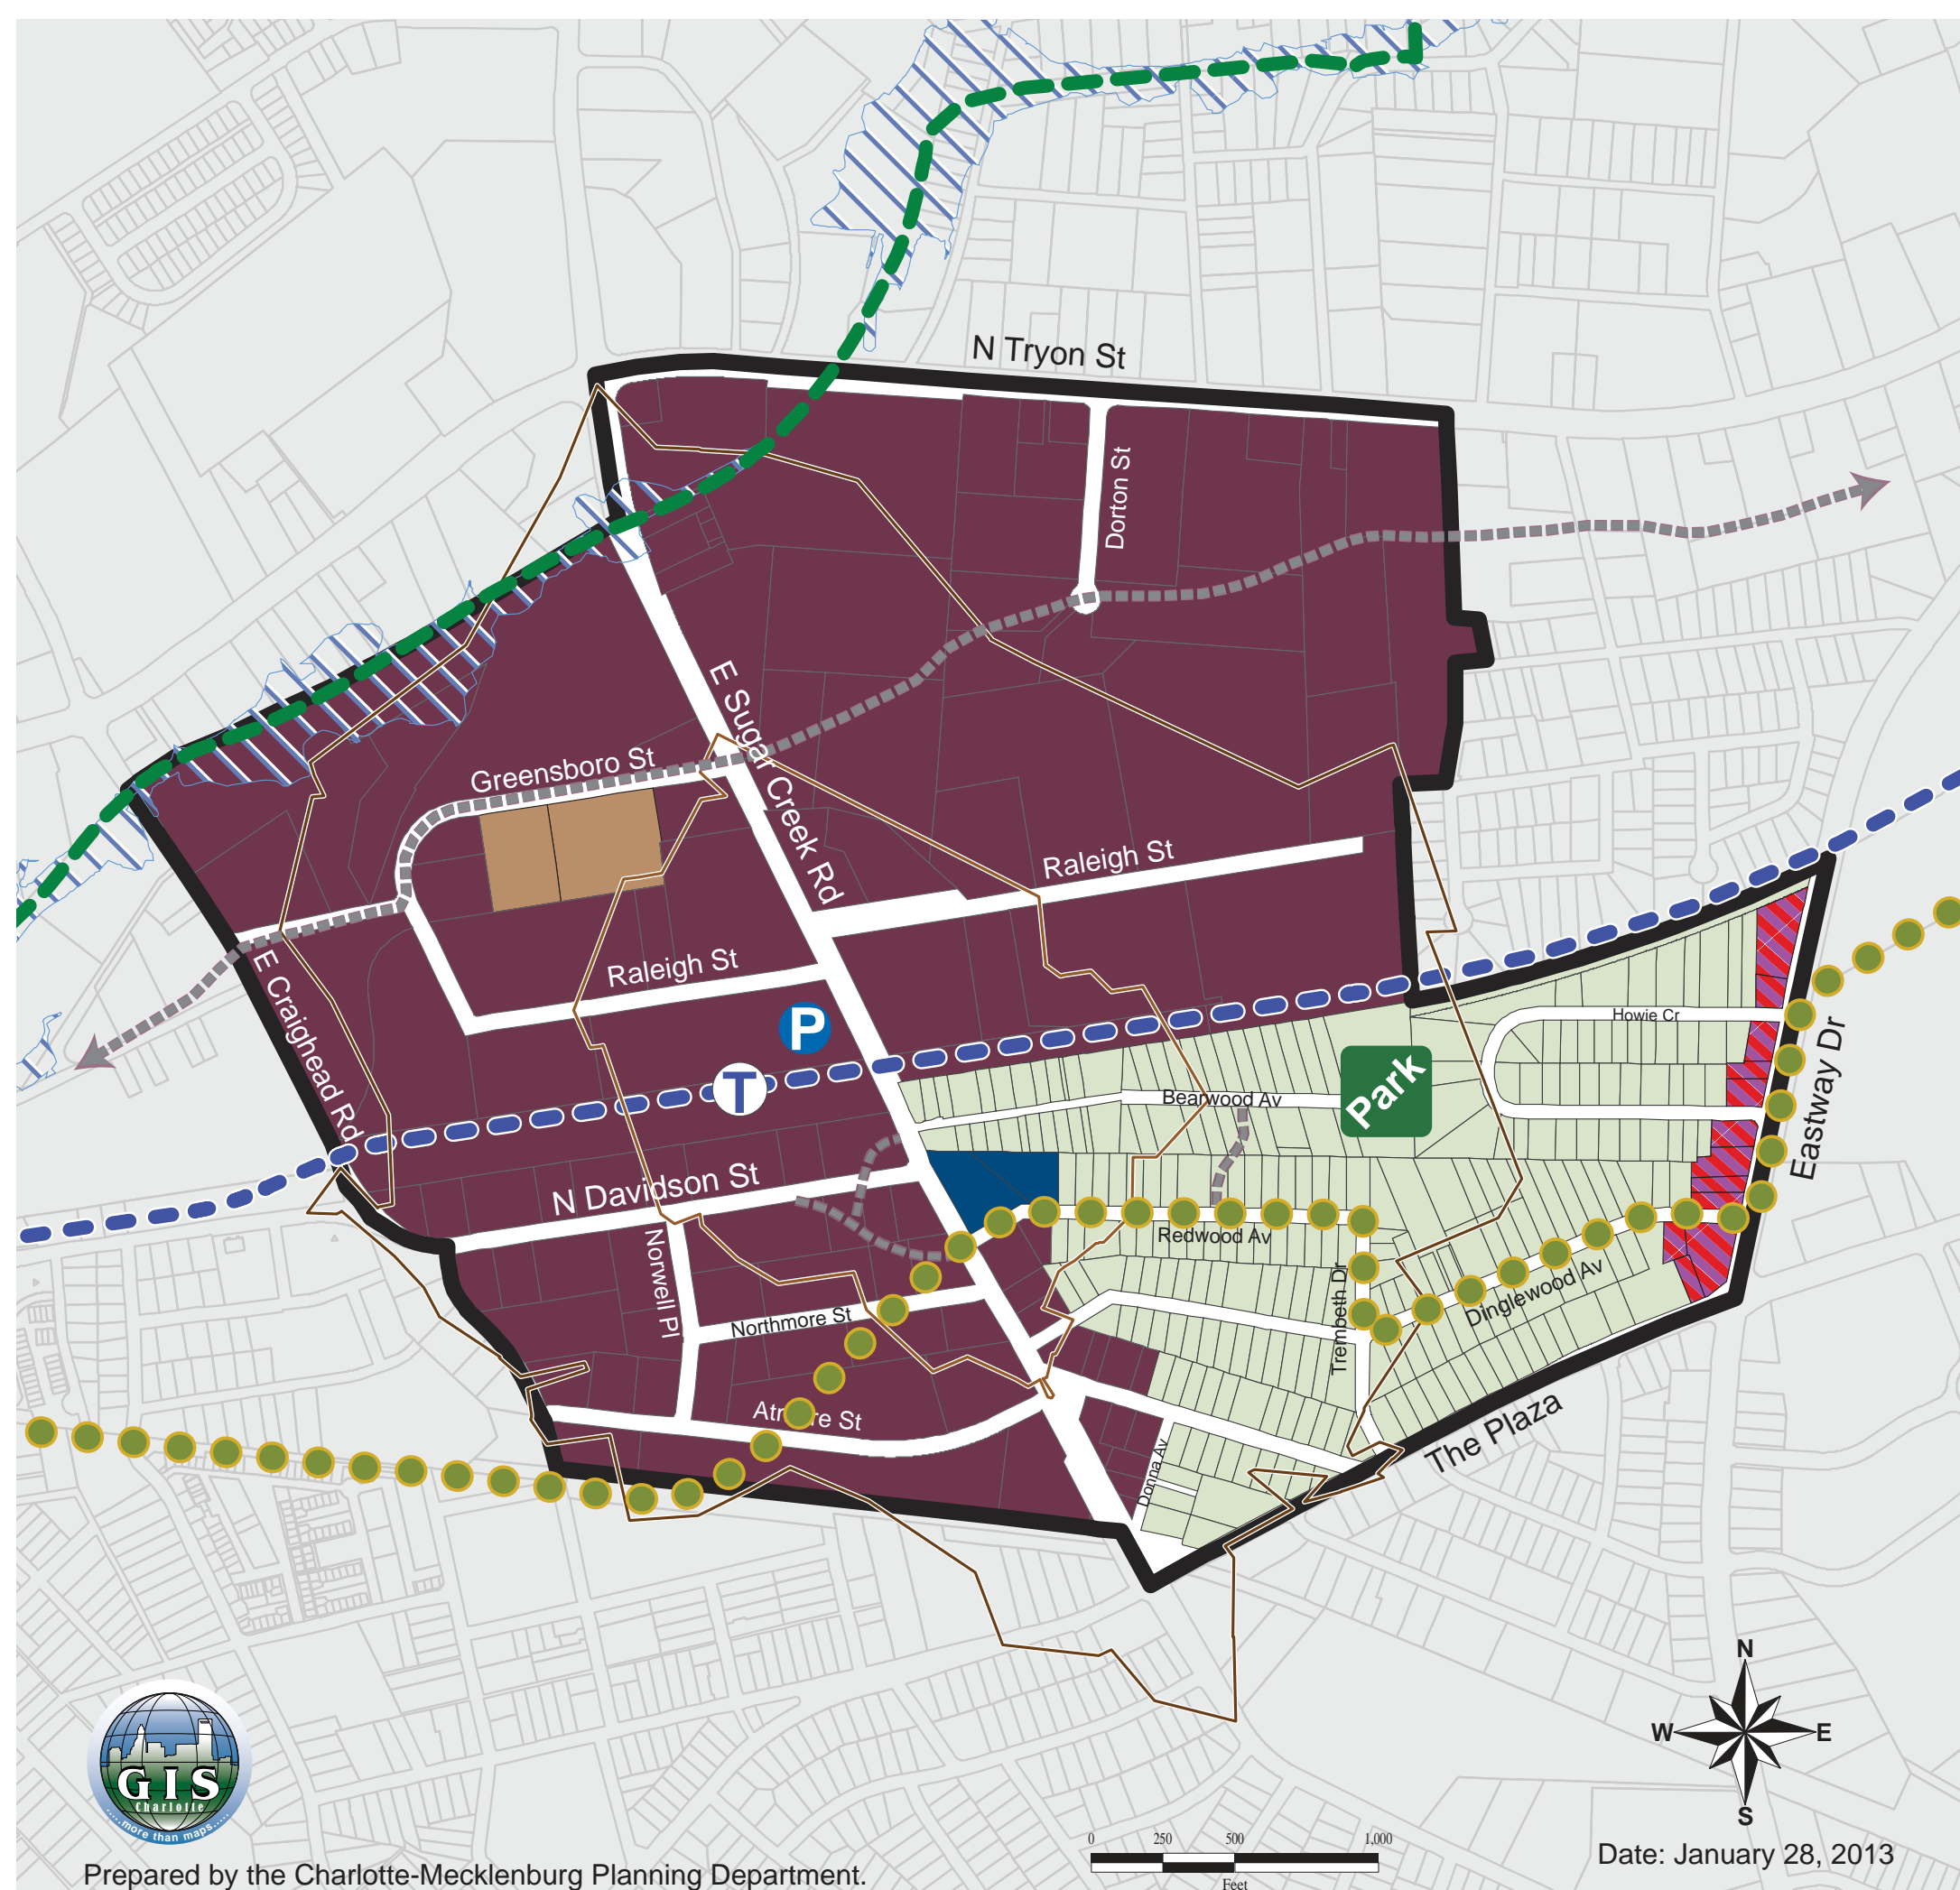 N Tryon St
Dorton St
E Sugar Creek Rd
Greensboro St
Raleigh St
Raleigh St
P
E Craighead Rd
T
Howie Cr
Eastway Dr
Park
Bearwood Av
N Davidson St
Redwood Av
Norwell Pl
Northmore St
Trembeth Dr
Dinglewood Av
Atmore St
The Plaza
Donna Av
N
W E
S
GIS
Charlotte
.....more than maps.....
0 250 500 1,000
Feet
Date: January 28, 2013
Prepared by the Charlotte-Mecklenburg Planning Department.